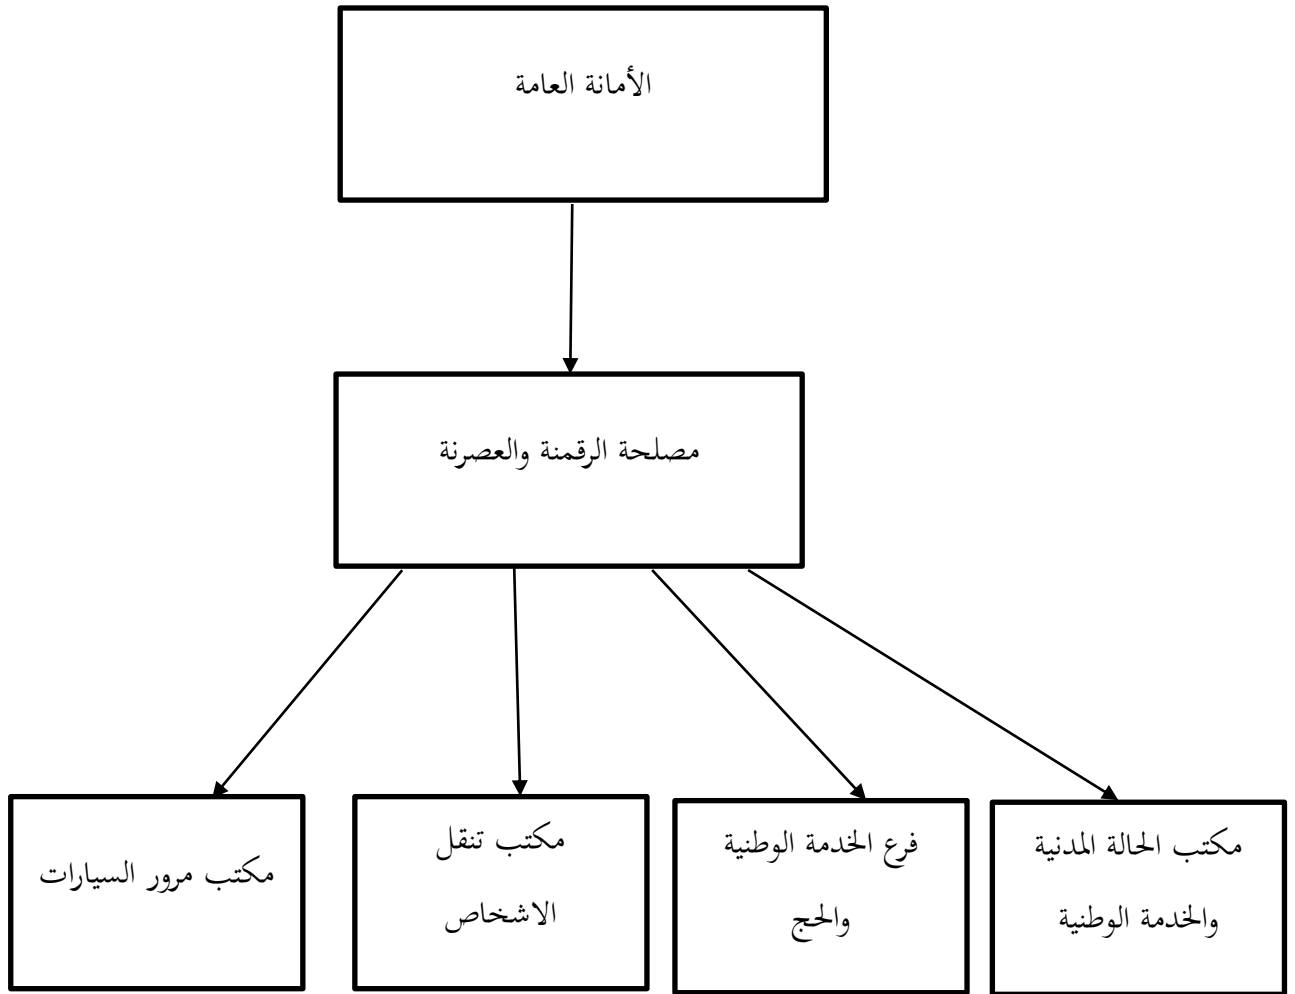 الأمانة العامة
مصلحة الرقمنة والعصرنة
مكتب الحالة المدنية
والخدمة الوطنية
فرع الخدمة الوطنية
والحج
مكتب تنقل
الاشخاص
مكتب مرور السيارات